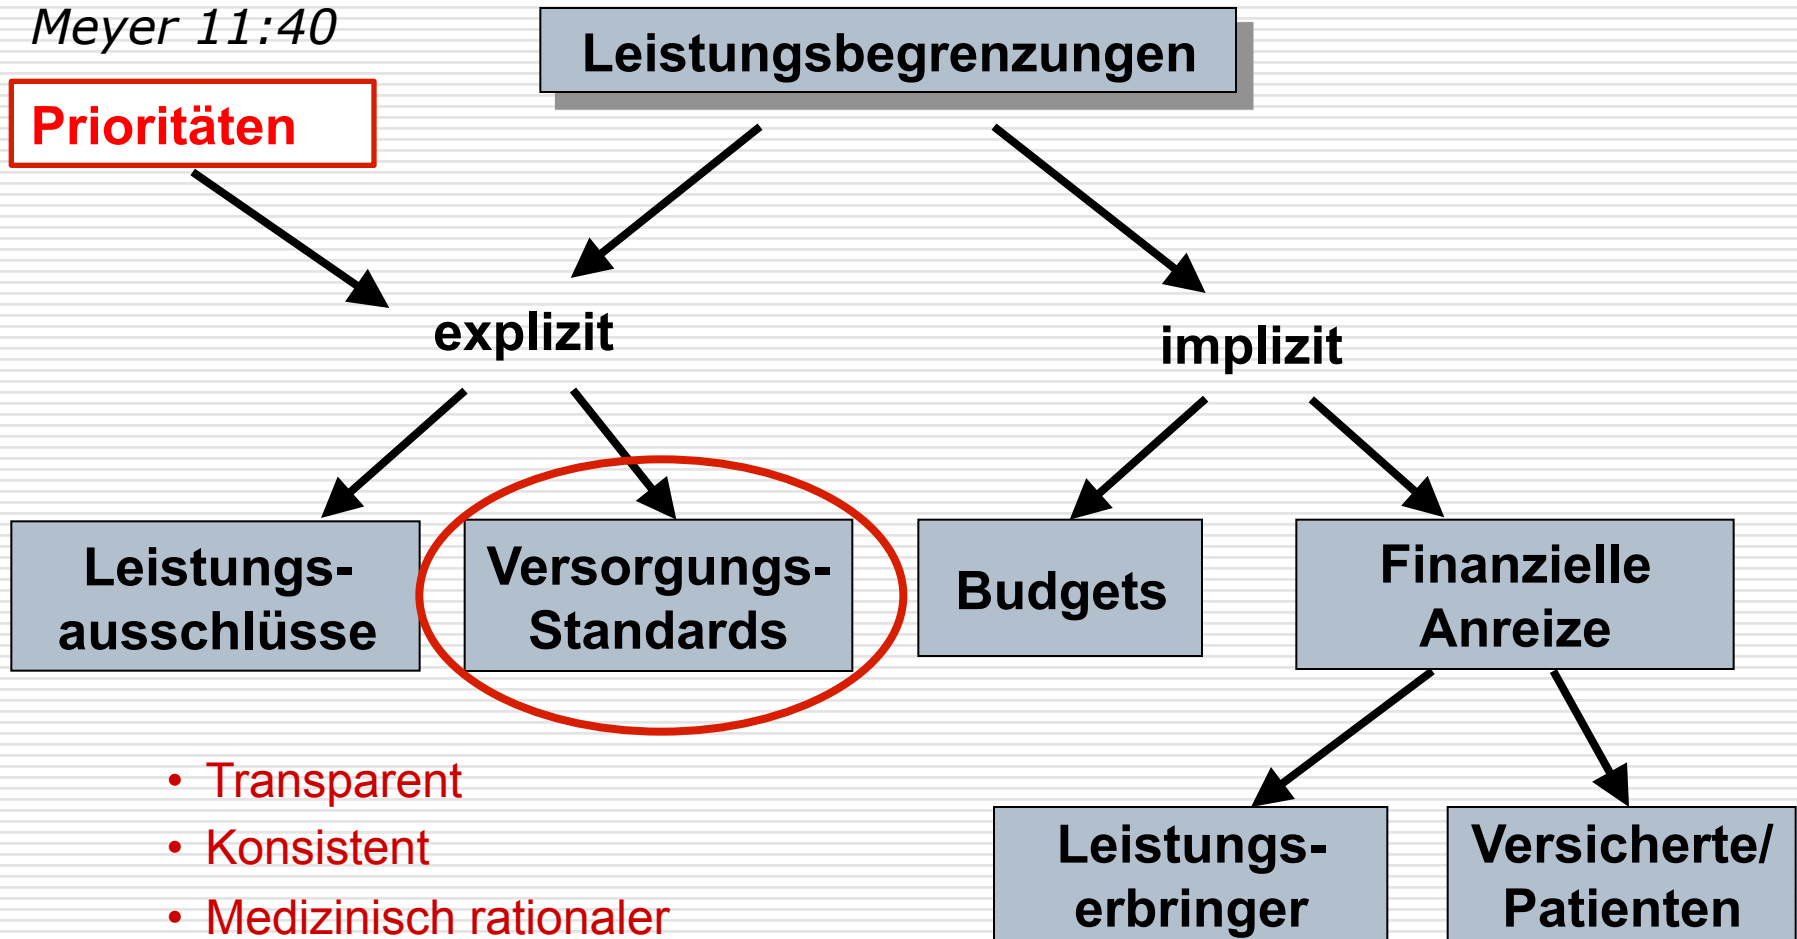 Meyer 11:40
Leistungsbegrenzungen
Prioritäten
explizit
implizit
Leistungs-
ausschlüsse
Versorgungs-
Standards
Budgets
Finanzielle
Anreize
• Transparent
• Konsistent
• Medizinisch rationaler
Leistungs-
erbringer
Versicherte/
Patienten